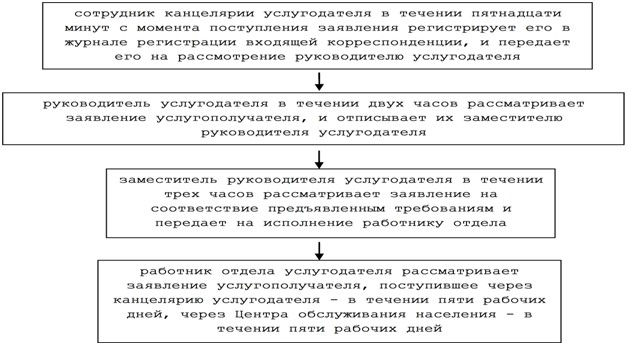 сотрудник канцелярии услугодателя в течении пятнадцати
минут с момента поступления заявления регистрирует его в
журнале регистрации входящей корреспонденции, и передает
его на рассмотрение руководителю услугодателя
руководитель услугодателя в течении двух часов рассматривает
заявление услугополучателя, и отписывает их заместителю
руководителя услугодателя
заместитель руководителя услугодателя в течении
трех часов рассматривает заявление на
соответствие предъявленным требованиям и
передает на исполнение работнику отдела
работник отдела услугодателя рассматривает
заявление услугополучателя, поступившее через
канцелярию услугодателя – в течении пяти рабочих
дней, через Центра обслуживания населения – в
течении пяти рабочих дней